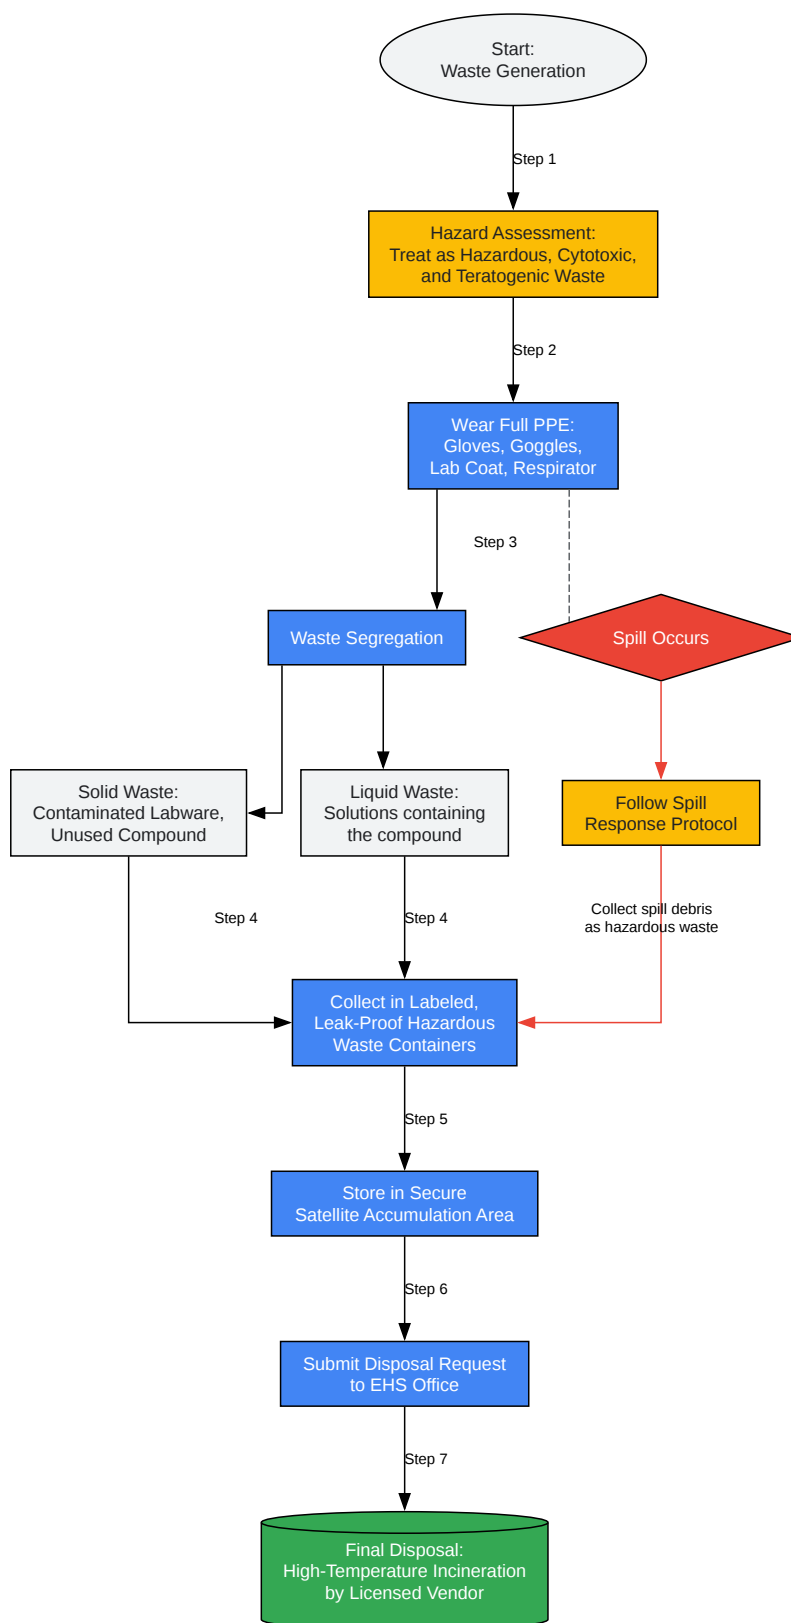 Start:
Waste Generation
Step 1
Hazard Assessment:
Treat as Hazardous, Cytotoxic,
and Teratogenic Waste
Step 2
Wear Full PPE:
Gloves, Goggles,
Lab Coat, Respirator
Step 3
Waste Segregation
Spill Occurs
Solid Waste:
Contaminated Labware,
Unused Compound
Liquid Waste:
Solutions containing
the compound
Follow Spill
Response Protocol
Step 4
Step 4
Collect spill debris
as hazardous waste
Collect in Labeled,
Leak-Proof Hazardous
Waste Containers
Step 5
Store in Secure
Satellite Accumulation Area
Step 6
Submit Disposal Request
to EHS Office
Step 7
Final Disposal:
High-Temperature Incineration
by Licensed Vendor